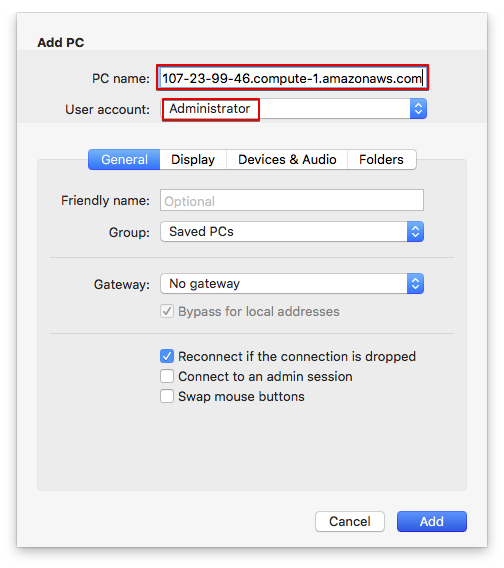 Add PC
PC name: 107-23-99-46.compute-1.amazonaws.com
User account: Administrator
General Display Devices & Audio Folders
Friendly name: Optional
Group: Saved PCs
Gateway: No gateway
Bypass for local addresses
Reconnect if the connection is dropped
Connect to an admin session
Swap mouse buttons
Cancel Add